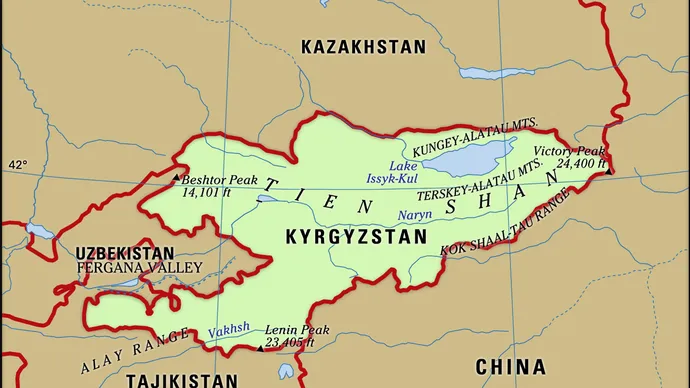 KAZAKHSTAN
KUNGEY-ALATAU MTS.
Victory Peak
24,400 ft
42°
Lake
Issyk-Kul
Beshtor Peak
14,101 ft
TIEN SHAN
TERSKEY-ALATAU MTS.
Naryn
KYRGYZSTAN
KOK SHAAL-TAU RANGE
UZBEKISTAN
FERGANA VALLEY
Vakhsh
Lenin Peak
23,405 ft
ALAY RANGE
TAJIKISTAN
CHINA